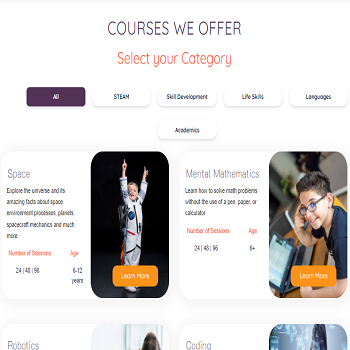 COURSES WE OFFER
Select your Category
All
STEAM
Skill Development
Life Skills
Languages
Academics
Space
Explore the universe and its
amazing facts about space
environment processes, planets,
spacecraft mechanics and much
more.
Number of Sessions Age
24 | 48 | 96 6-12
years
Learn More
Mental Mathematics
Learn how to solve math problems
without the use of a pen, paper, or
calculator.
Number of Sessions Age
24 | 48 | 96 6+
Learn More
Robotics
Coding